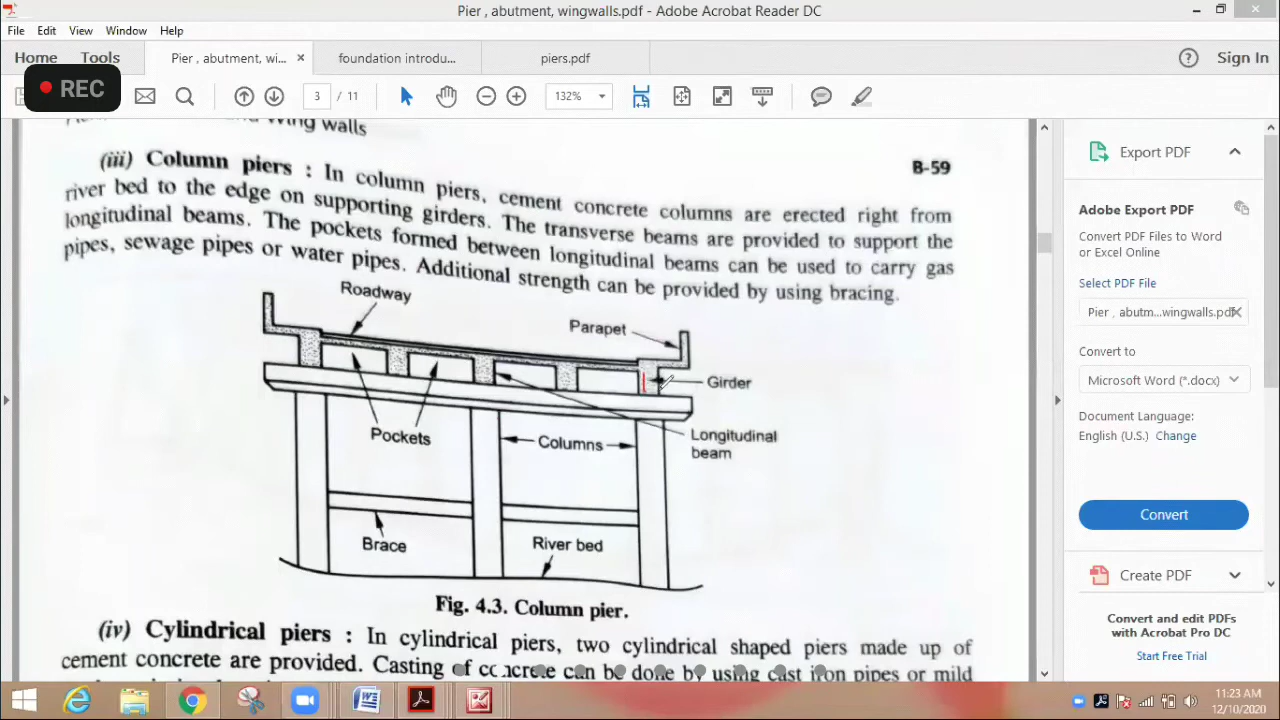 Pier , abutment, wingwalls.pdf - Adobe Acrobat Reader DC
File Edit View Window Help
Home Tools Pier , abutment, wi... × foundation introdu... piers.pdf Sign In
REC 3 / 11 132%
wing walls
B-59
(iii) Column piers : In column piers, cement concrete columns are erected right from
river bed to the edge on supporting girders. The transverse beams are provided to support the
longitudinal beams. The pockets formed between longitudinal beams can be used to carry gas
pipes, sewage pipes or water pipes. Additional strength can be provided by using bracing.
Roadway
Parapet
Girder
Pockets
Columns
Longitudinal
beam
Brace
River bed
Fig. 4.3. Column pier.
(iv) Cylindrical piers : In cylindrical piers, two cylindrical shaped piers made up of
cement concrete are provided. Casting of concrete can be done by using cast iron pipes or mild
Export PDF
Adobe Export PDF
Convert PDF Files to Word
or Excel Online
Select PDF File
Pier , abutm...wingwalls.pdf
Convert to
Microsoft Word (*.docx)
Document Language:
English (U.S.) Change
Convert
Create PDF
Convert and edit PDFs
with Acrobat Pro DC
Start Free Trial
11:23 AM
12/10/2020